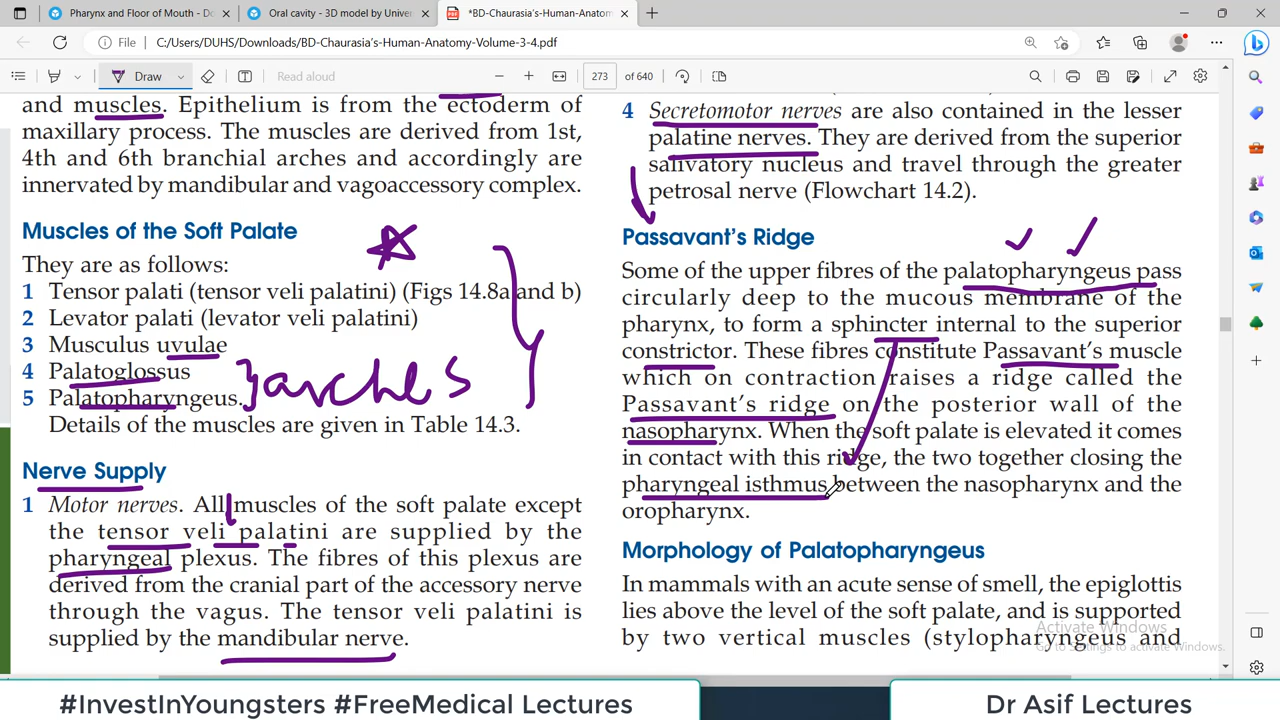 Pharynx and Floor of Mouth - Do
Oral cavity - 3D model by Univer
*BD-Chaurasia's-Human-Anatom
File C:/Users/DUHS/Downloads/BD-Chaurasia's-Human-Anatomy-Volume-3-4.pdf
Draw
Read aloud
273 of 640
and muscles. Epithelium is from the ectoderm of
maxillary process. The muscles are derived from 1st,
4th and 6th branchial arches and accordingly are
innervated by mandibular and vagoaccessory complex.
Muscles of the Soft Palate
They are as follows:
1 Tensor palati (tensor veli palatini) (Figs 14.8a and b)
2 Levator palati (levator veli palatini)
3 Musculus uvulae
4 Palatoglossus
5 Palatopharyngeus.
arches
Details of the muscles are given in Table 14.3.
Nerve Supply
1 Motor nerves. All muscles of the soft palate except
the tensor veli palatini are supplied by the
pharyngeal plexus. The fibres of this plexus are
derived from the cranial part of the accessory nerve
through the vagus. The tensor veli palatini is
supplied by the mandibular nerve.
4 Secretomotor nerves are also contained in the lesser
palatine nerves. They are derived from the superior
salivatory nucleus and travel through the greater
petrosal nerve (Flowchart 14.2).
Passavant's Ridge
Some of the upper fibres of the palatopharyngeus pass
circularly deep to the mucous membrane of the
pharynx, to form a sphincter internal to the superior
constrictor. These fibres constitute Passavant's muscle
which on contraction raises a ridge called the
Passavant's ridge on the posterior wall of the
nasopharynx. When the soft palate is elevated it comes
in contact with this ridge, the two together closing the
pharyngeal isthmus between the nasopharynx and the
oropharynx.
Morphology of Palatopharyngeus
In mammals with an acute sense of smell, the epiglottis
lies above the level of the soft palate, and is supported
by two vertical muscles (stylopharyngeus and
Activate Windows
Go to Settings to activate Windows.
#InvestInYoungsters #FreeMedical Lectures
Dr Asif Lectures